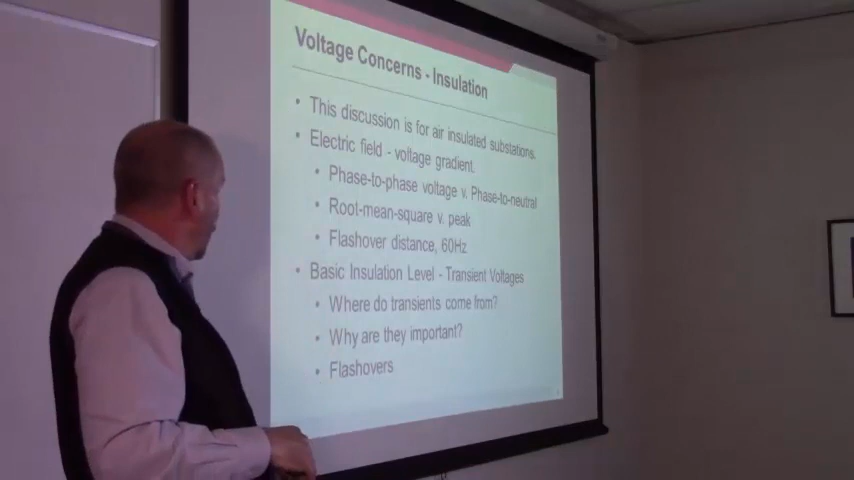 Voltage Concerns - Insulation
• This discussion is for air insulated substations.
• Electric field - voltage gradient.
• Phase-to-phase voltage v. Phase-to-neutral
• Root-mean-square v. peak
• Flashover distance, 60Hz
• Basic Insulation Level - Transient Voltages
• Where do transients come from?
• Why are they important?
• Flashovers